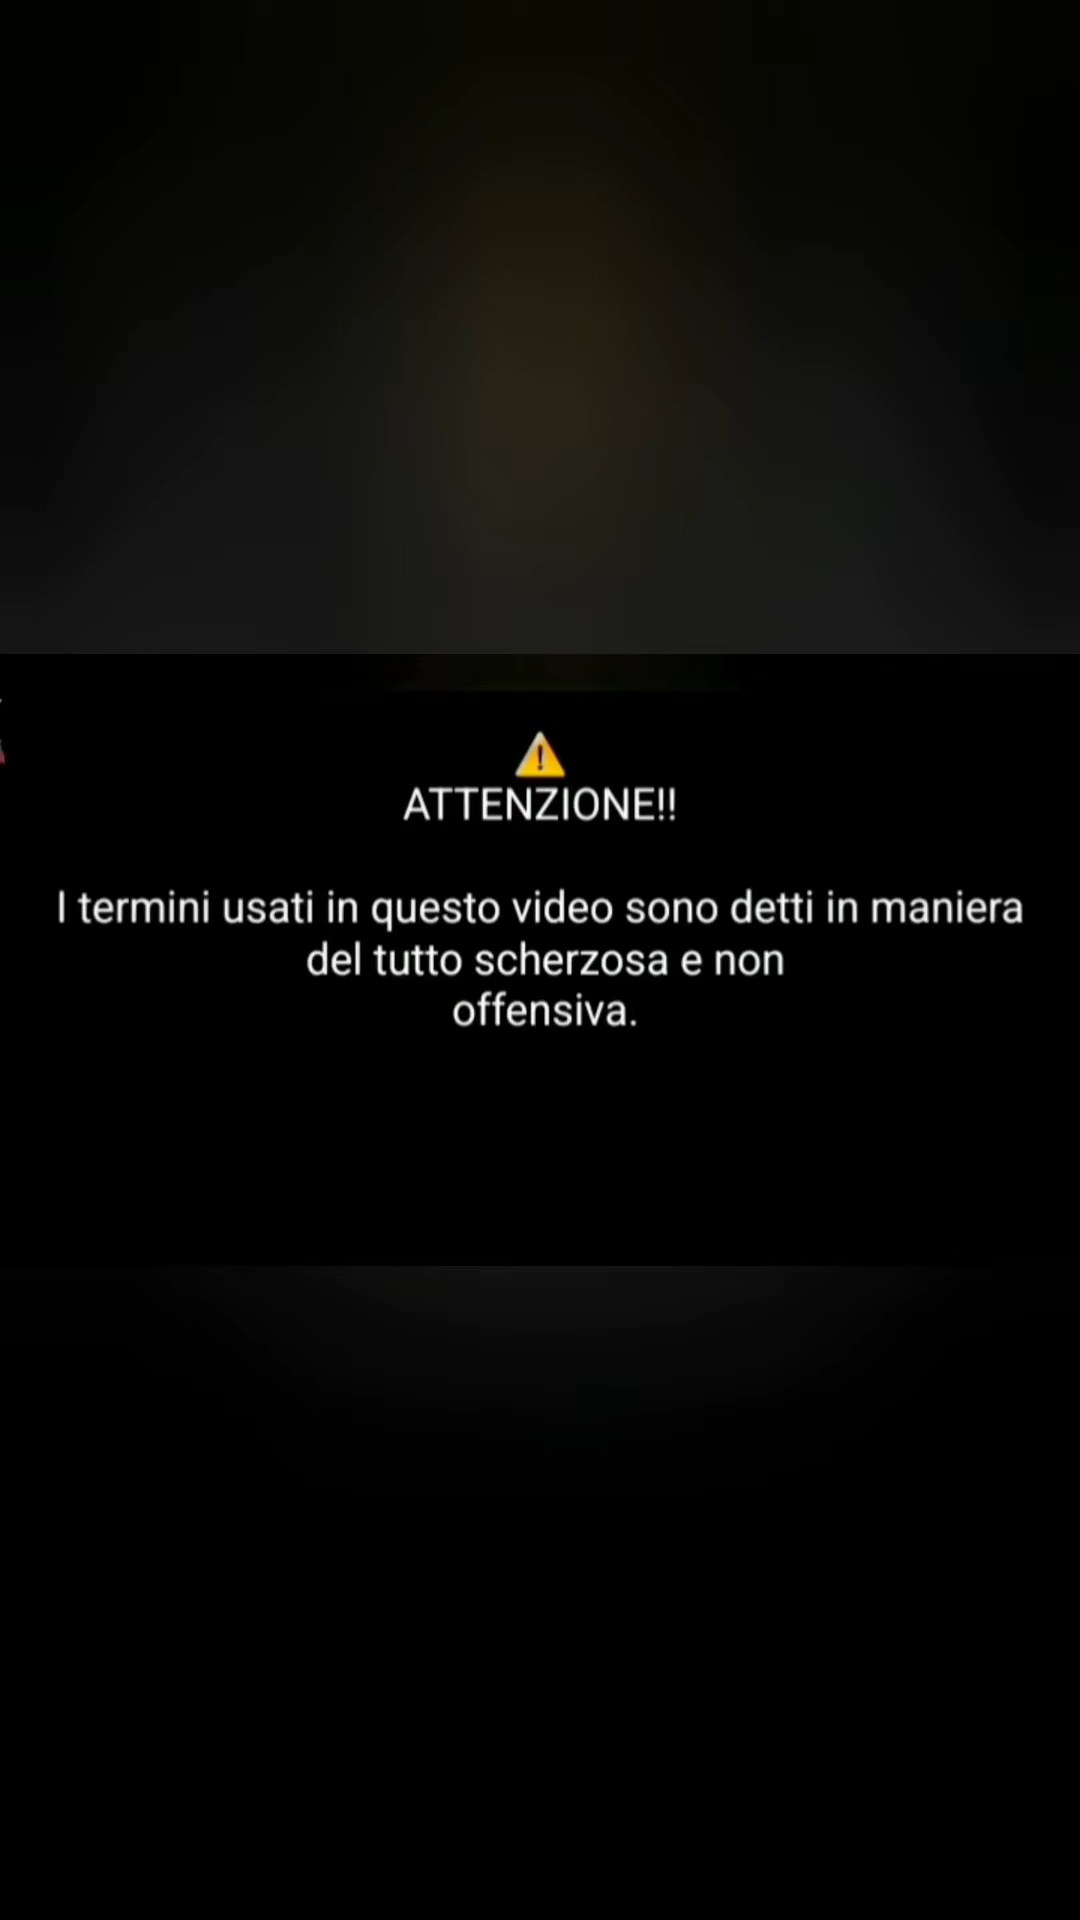 ATTENZIONE!!
I termini usati in questo video sono detti in maniera
del tutto scherzosa e non
offensiva.